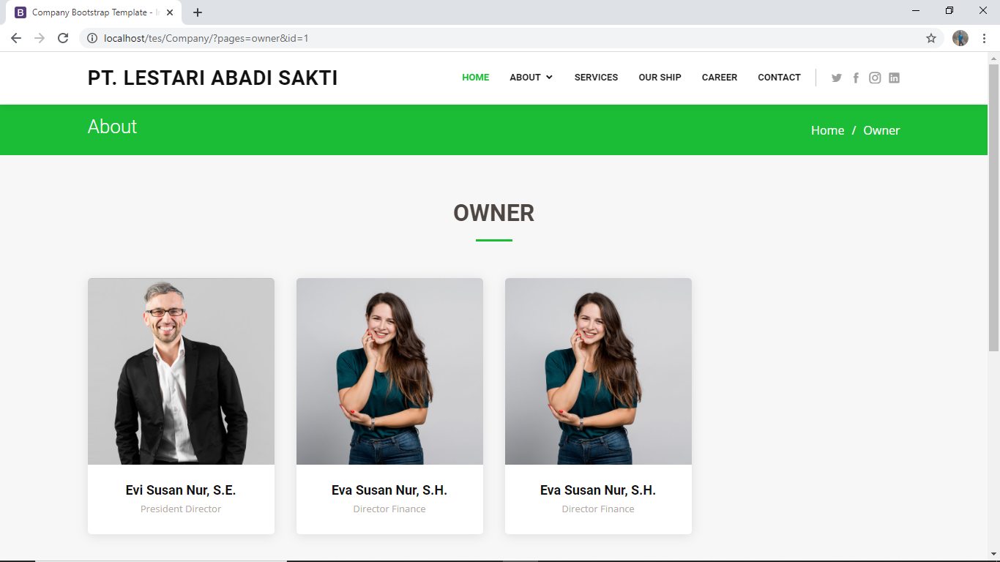 Company Bootstrap Template - I
localhost/tes/Company/?pages=owner&id=1
PT. LESTARI ABADI SAKTI
HOME ABOUT SERVICES OUR SHIP CAREER CONTACT
About
Home / Owner
OWNER
Evi Susan Nur, S.E.
President Director
Eva Susan Nur, S.H.
Director Finance
Eva Susan Nur, S.H.
Director Finance